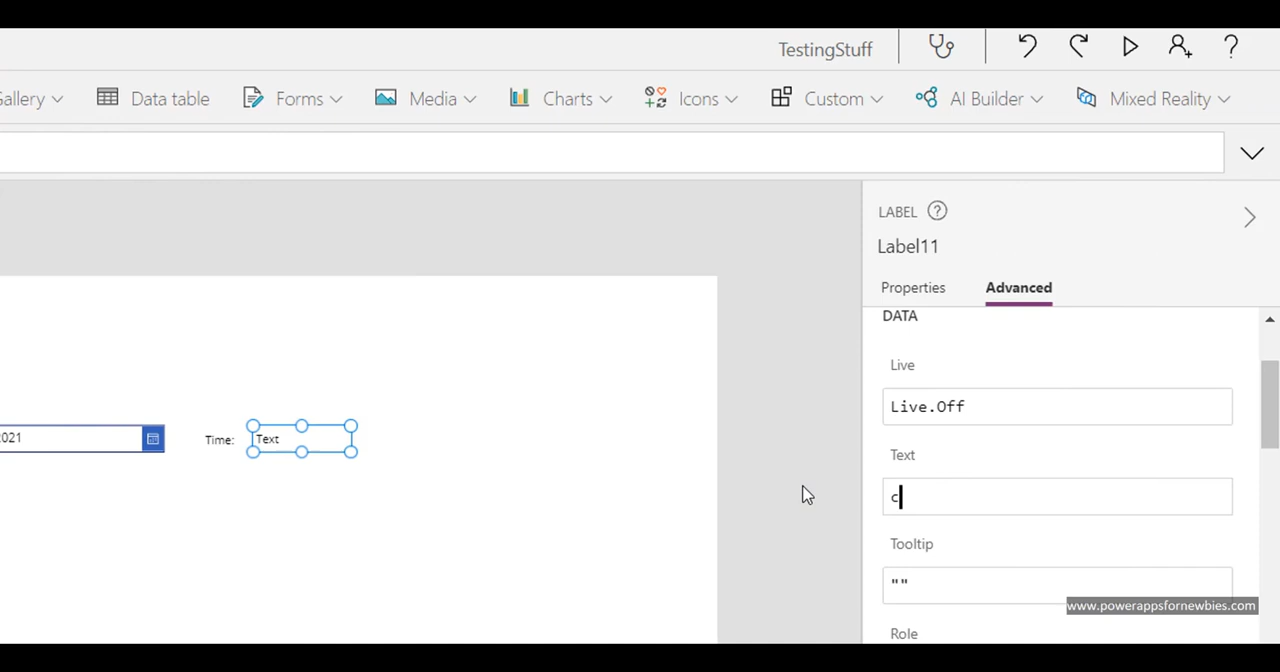 TestingStuff
Gallery Data table Forms Media Charts Icons Custom AI Builder Mixed Reality
LABEL
Label11
Properties Advanced
DATA
Live
Live.Off
Text
c
Tooltip
""
Role
2021 Time: Text
www.powerappsfornewbies.com